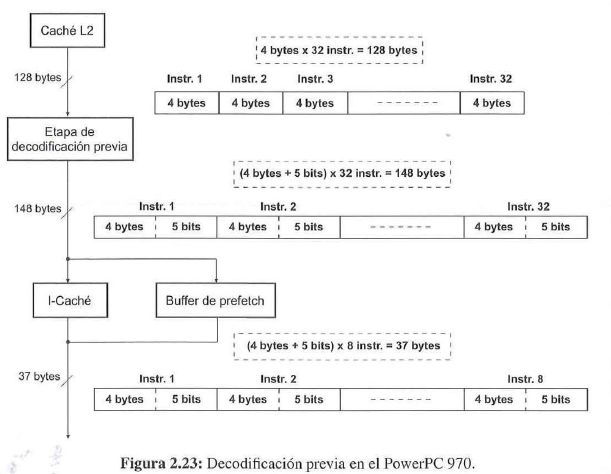 Caché L2
4 bytes x 32 instr. = 128 bytes
128 bytes
Instr. 1 Instr. 2 Instr. 3 Instr. 32
4 bytes 4 bytes 4 bytes 4 bytes
Etapa de
decodificación previa
(4 bytes + 5 bits) x 32 instr. = 148 bytes
148 bytes
Instr. 1 Instr. 2 Instr. 32
4 bytes 5 bits 4 bytes 5 bits 4 bytes 5 bits
I-Caché Buffer de prefetch
(4 bytes + 5 bits) x 8 instr. = 37 bytes
37 bytes
Instr. 1 Instr. 2 Instr. 8
4 bytes 5 bits 4 bytes 5 bits 4 bytes 5 bits
Figura 2.23: Decodificación previa en el PowerPC 970.